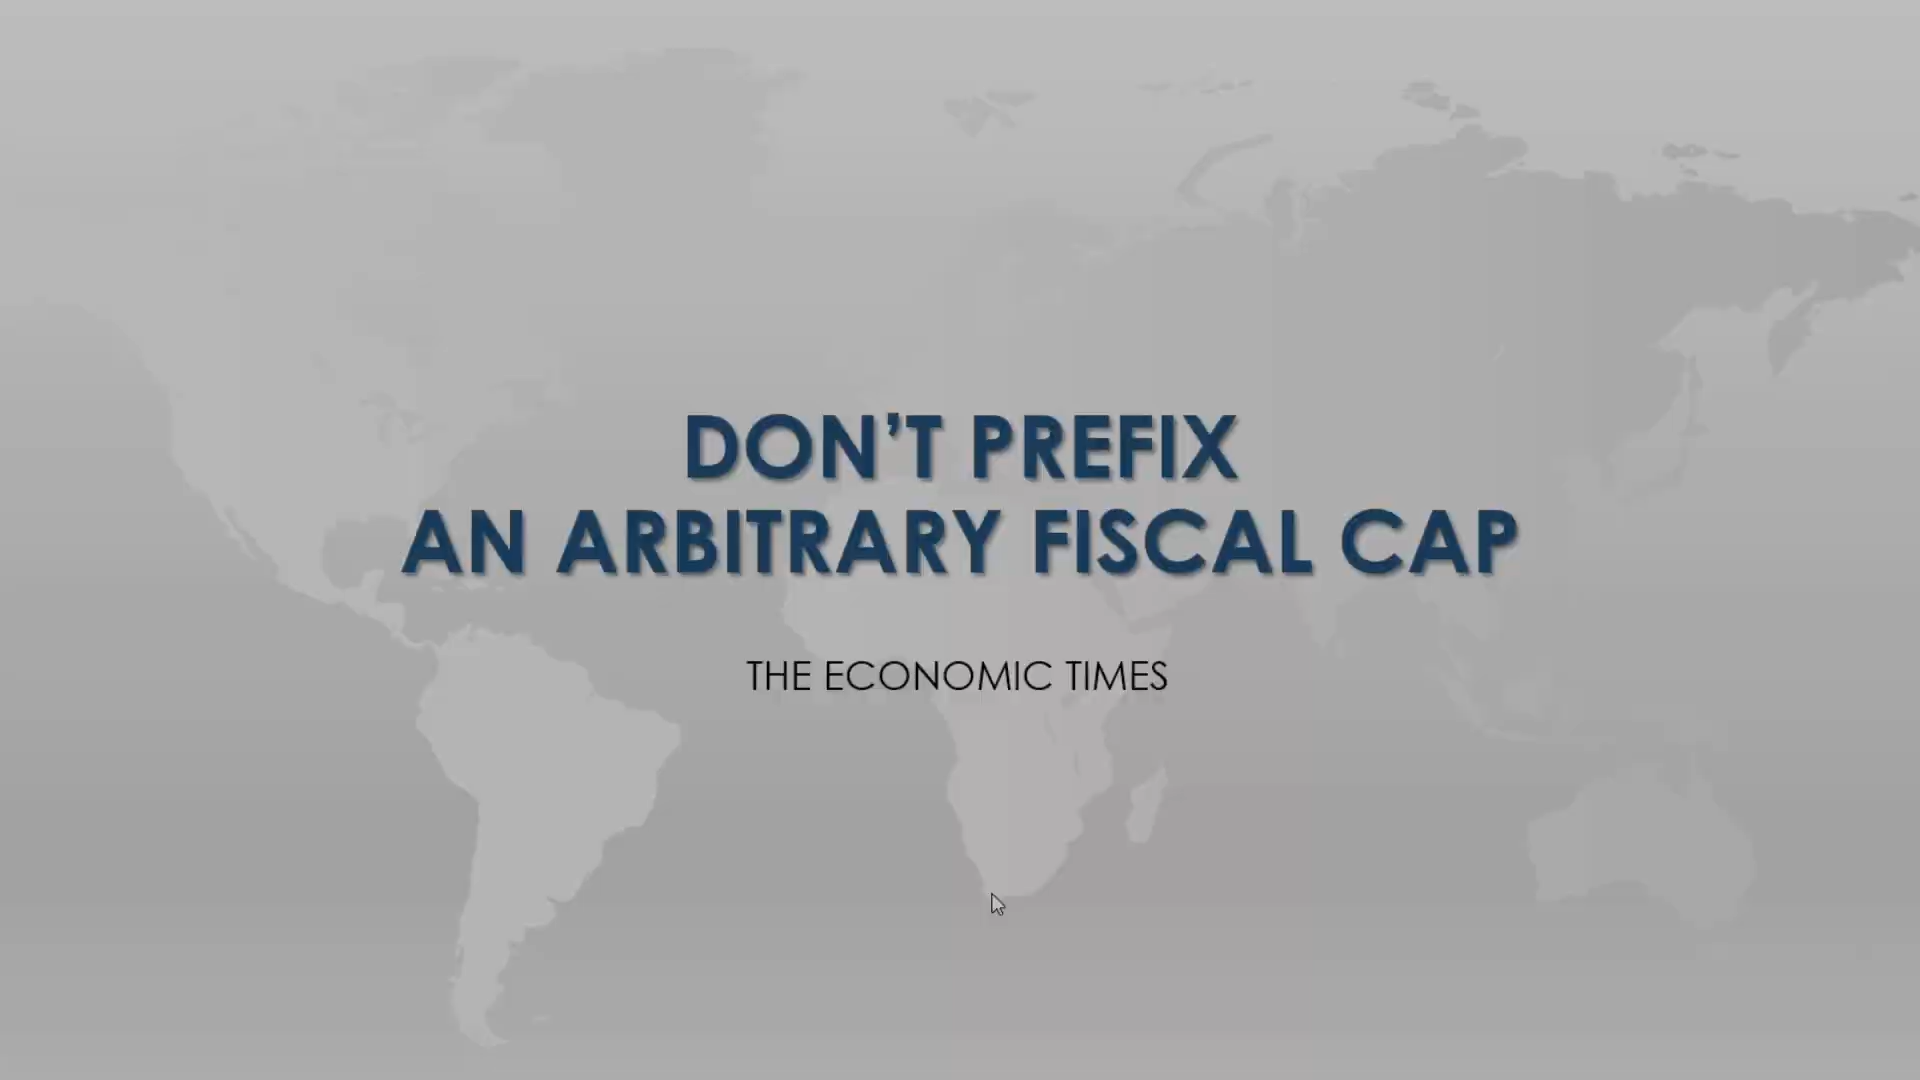 DON’T PREFIX
AN ARBITRARY FISCAL CAP
THE ECONOMIC TIMES